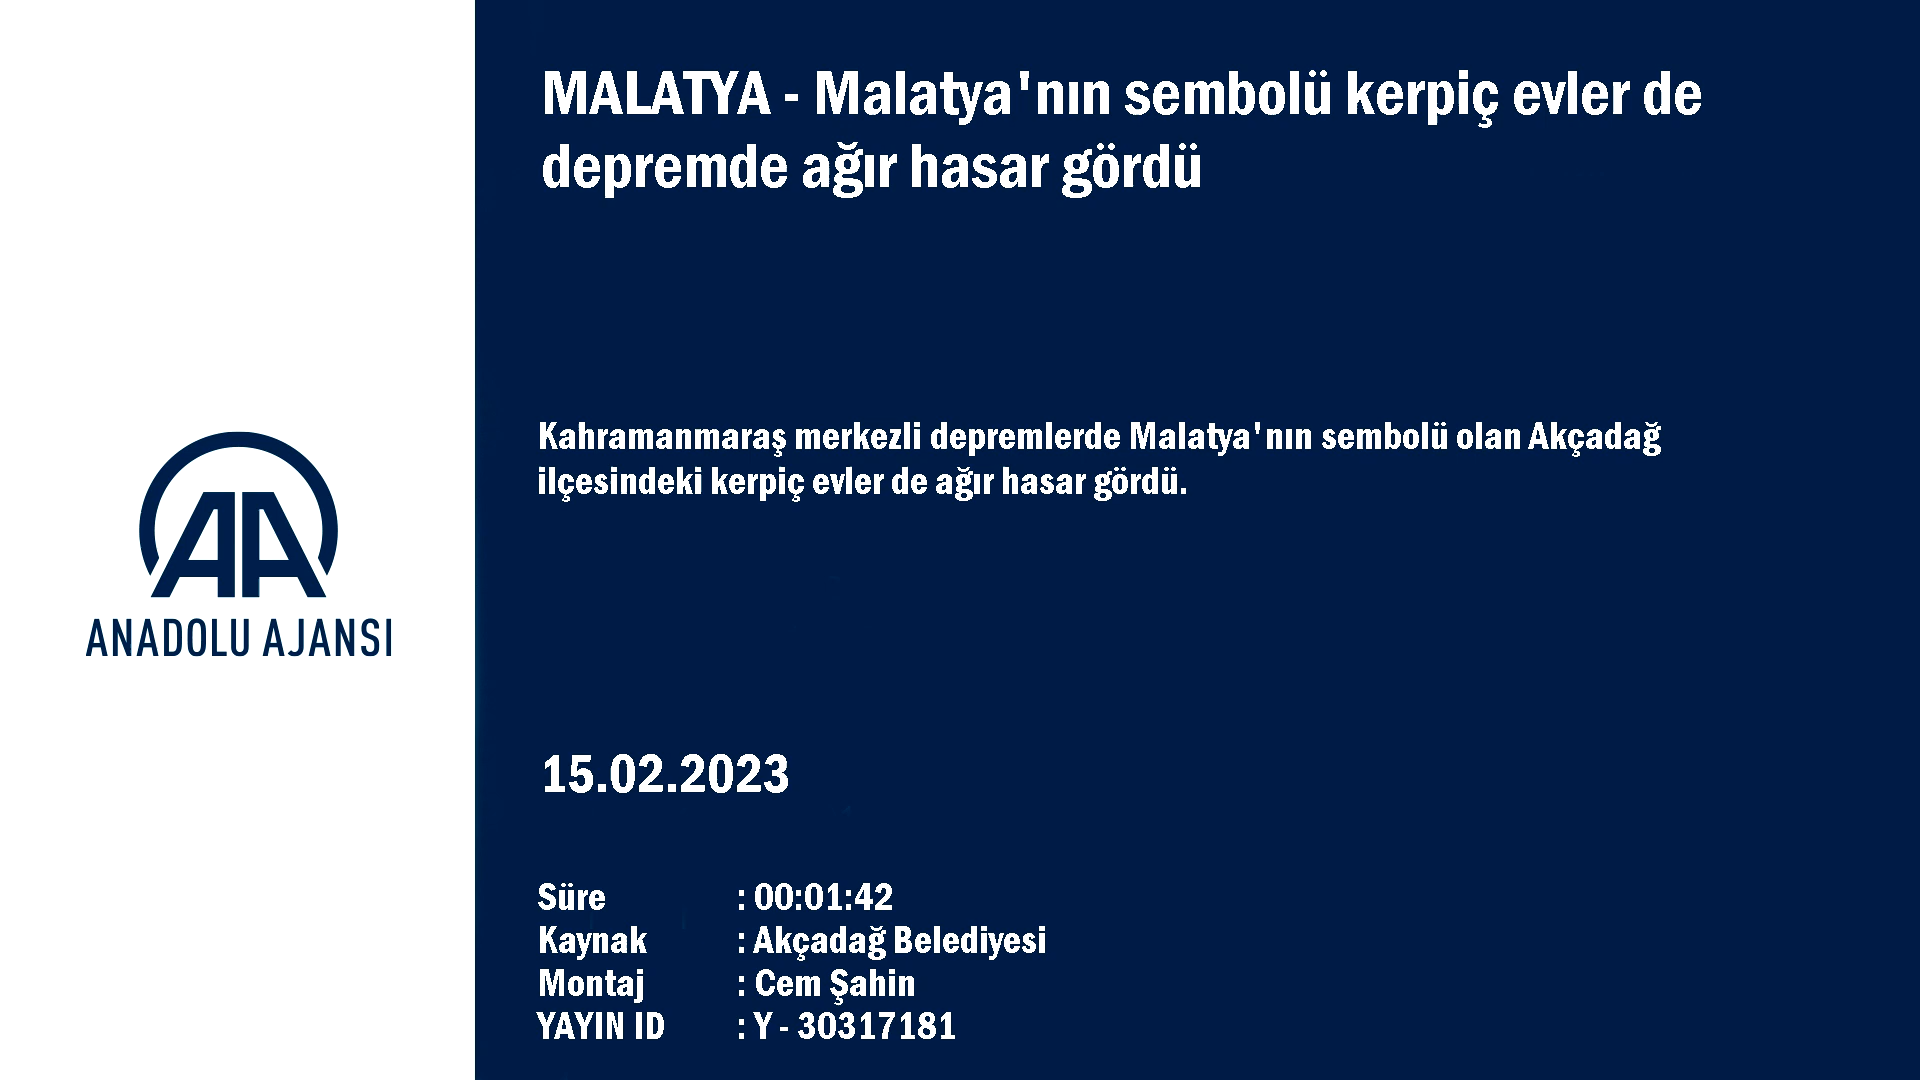 MALATYA - Malatya'nın sembolü kerpiç evler de
depremde ağır hasar gördü
Kahramanmaraş merkezli depremlerde Malatya'nın sembolü olan Akçadağ
ilçesindeki kerpiç evler de ağır hasar gördü.
AA
ANADOLU AJANSI
15.02.2023
Süre : 00:01:42
Kaynak : Akçadağ Belediyesi
Montaj : Cem Şahin
YAYIN ID : Y - 30317181